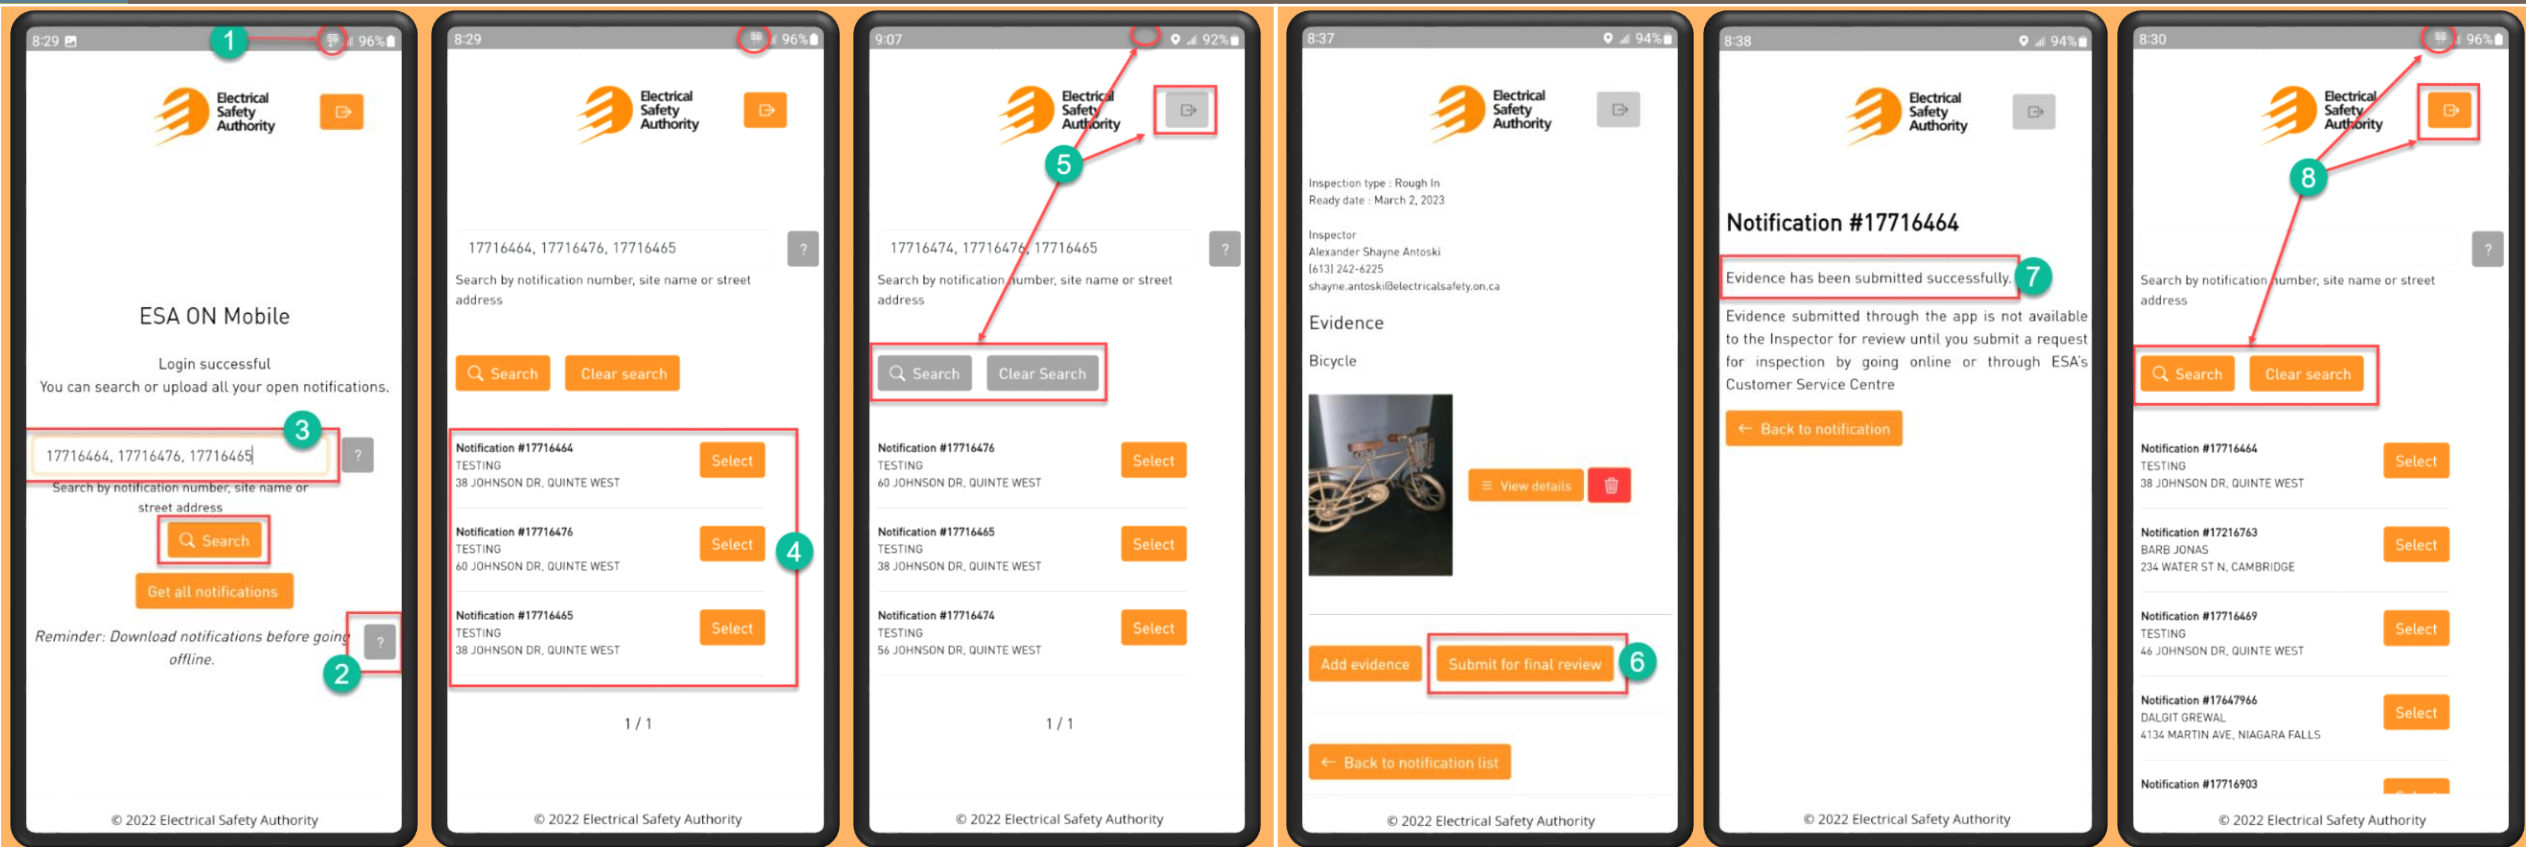 8:29
1
5G
96%
Electrical
Safety
Authority
ESA ON Mobile
Login successful
You can search or upload all your open notifications.
3
17716464, 17716476, 17716465
?
Search by notification number, site name or
street address
Search
Get all notifications
Reminder: Download notifications before going
offline.
?
2
© 2022 Electrical Safety Authority
8:29
5G
96%
Electrical
Safety
Authority
17716464, 17716476, 17716465
?
Search by notification number, site name or street
address
Search
Clear search
Notification #17716464
TESTING
38 JOHNSON DR, QUINTE WEST
Select
Notification #17716476
TESTING
60 JOHNSON DR, QUINTE WEST
Select
4
Notification #17716465
TESTING
38 JOHNSON DR, QUINTE WEST
Select
1 / 1
© 2022 Electrical Safety Authority
9:07
92%
Electrical
Safety
Authority
5
17716474, 17716476, 17716465
?
Search by notification number, site name or street
address
Search
Clear Search
Notification #17716476
TESTING
60 JOHNSON DR, QUINTE WEST
Select
Notification #17716465
TESTING
38 JOHNSON DR, QUINTE WEST
Select
Notification #17716474
TESTING
56 JOHNSON DR, QUINTE WEST
Select
1 / 1
© 2022 Electrical Safety Authority
8:37
94%
Electrical
Safety
Authority
Inspection type : Rough In
Ready date : March 2, 2023
Inspector
Alexander Shayne Antoski
(613) 242-6225
shayne.antoski@electricalsafety.on.ca
Evidence
Bicycle
View details
Add evidence
Submit for final review
6
Back to notification list
© 2022 Electrical Safety Authority
8:38
94%
Electrical
Safety
Authority
Notification #17716464
Evidence has been submitted successfully.
7
Evidence submitted through the app is not available
to the Inspector for review until you submit a request
for inspection by going online or through ESA's
Customer Service Centre
Back to notification
© 2022 Electrical Safety Authority
8:30
5G
96%
Electrical
Safety
Authority
8
?
Search by notification number, site name or street
address
Search
Clear search
Notification #17716464
TESTING
38 JOHNSON DR, QUINTE WEST
Select
Notification #17216763
BARB JONAS
234 WATER ST N, CAMBRIDGE
Select
Notification #17716469
TESTING
46 JOHNSON DR, QUINTE WEST
Select
Notification #17647966
DALGIT GREWAL
4134 MARTIN AVE, NIAGARA FALLS
Select
Notification #17716903
© 2022 Electrical Safety Authority